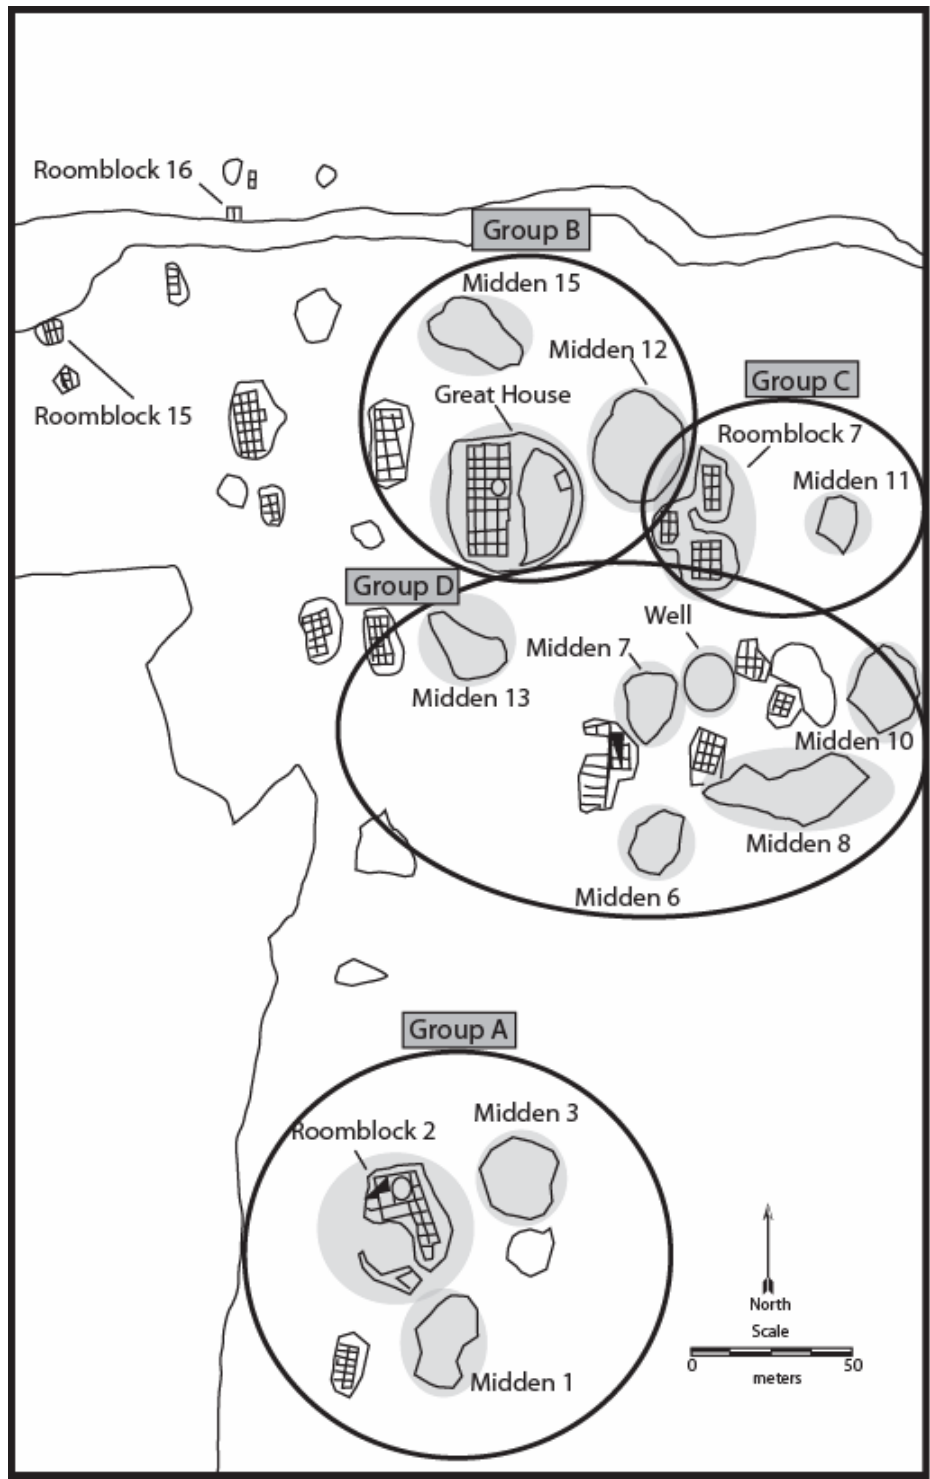 Roomblock 16
Group B
Midden 15
Midden 12
Group C
Great House
Roomblock 15
Roomblock 7
Midden 11
Group D
Well
Midden 7
Midden 13
Midden 10
Midden 8
Midden 6
Group A
Midden 3
Roomblock 2
North
Scale
0 50
meters
Midden 1